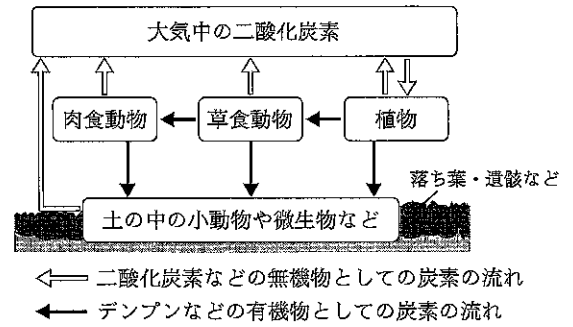 大気中の二酸化炭素
肉食動物
草食動物
植物
落ち葉・遺骸など
土の中の小動物や微生物など
二酸化炭素などの無機物としての炭素の流れ
デンプンなどの有機物としての炭素の流れ